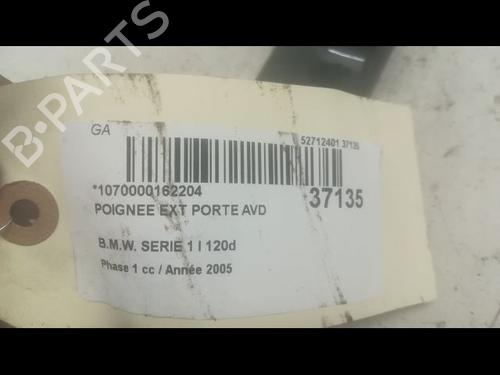 B-PARTS
GA
52712401 37135
*1070000162204
37135
POIGNEE EXT PORTE AVD
B.M.W. SERIE 1 I 120d
Phase 1 cc / Année 2005